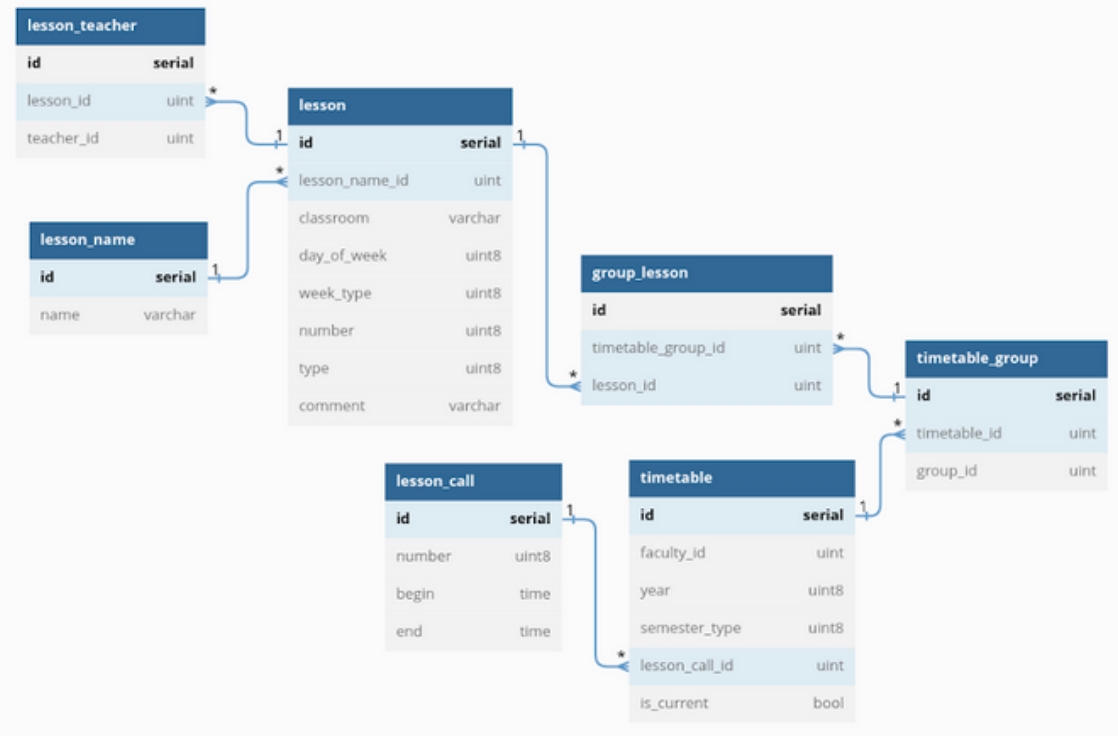 lesson_teacher
id serial
lesson_id uint
teacher_id uint
* 1
lesson
id serial
lesson_name_id uint
classroom varchar
day_of_week uint8
week_type uint8
number uint8
type uint8
comment varchar
* 1
lesson_name
id serial
name varchar
1 *
group_lesson
id serial
timetable_group_id uint
lesson_id uint
* 1
timetable_group
id serial
timetable_id uint
group_id uint
* 1
lesson_call
id serial
number uint8
begin time
end time
1 *
timetable
id serial
faculty_id uint
year uint8
semester_type uint8
lesson_call_id uint
is_current bool